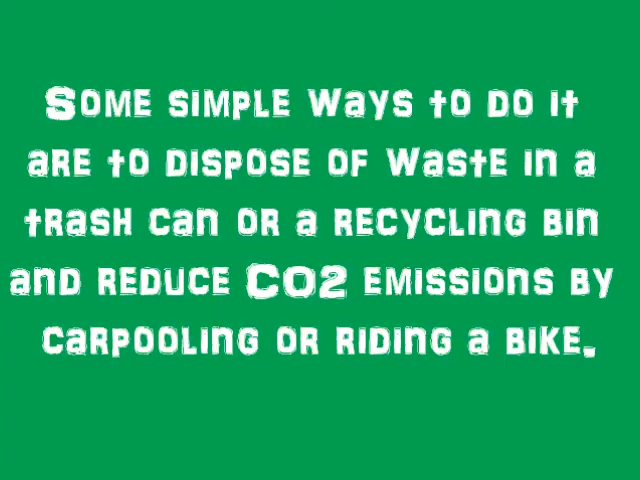 Some simple ways to do it
are to dispose of waste in a
trash can or a recycling bin
and reduce CO2 emissions by
carpooling or riding a bike.